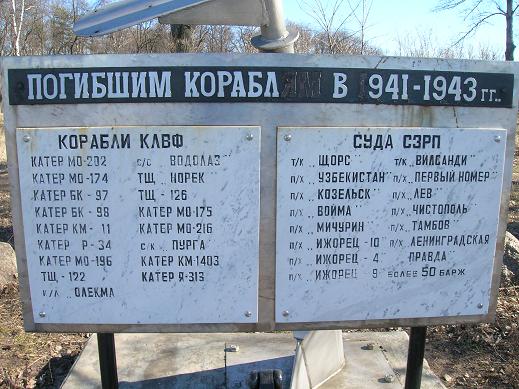 ПОГИБШИМ КОРАБЛЯМ В 1941-1943 гг.
КОРАБЛИ КЛВФ
КАТЕР МО-202 С/С „ВОДОЛАЗ"
КАТЕР МО-174 ТЩ „НОРЕК
КАТЕР БК - 97 ТЩ - 126
КАТЕР БК - 98 КАТЕР МО-175
КАТЕР КМ - 11 КАТЕР МО-216
КАТЕР Р - 34 С/К „ПУРГА"
КАТЕР МО-196 КАТЕР КМ-1403
ТЩ - 122 КАТЕР Я-313
К/Л „ОЛЕКМА
СУДА СЗРП
Т/К „ЩОРС" Т/К „ВИЛСАНДИ"
П/Х „УЗБЕКИСТАН" П/Х „ПЕРВЫЙ НОМЕР"
П/Х „КОЗЕЛЬСК" П/Х „ЛЕВ"
П/Х „ВОЙМА" П/Х „ЧИСТОПОЛЬ"
П/Х „МИЧУРИН" П/Х „ТАМБОВ"
П/Х „ИЖОРЕЦ - 10" П/Х „ЛЕНИНГРАДСКАЯ
П/Х „ИЖОРЕЦ - 4" ПРАВДА"
П/Х „ИЖОРЕЦ - 9" БОЛЕЕ 50 БАРЖ